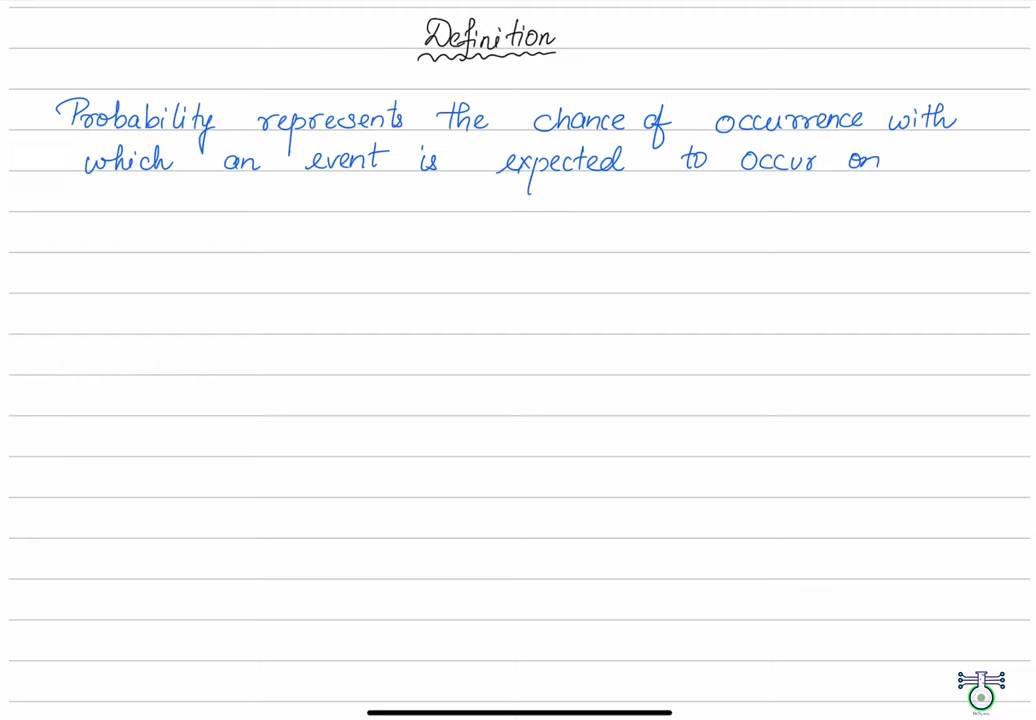 Definition
Probability represents the chance of occurrence with
which an event is expected to occur on